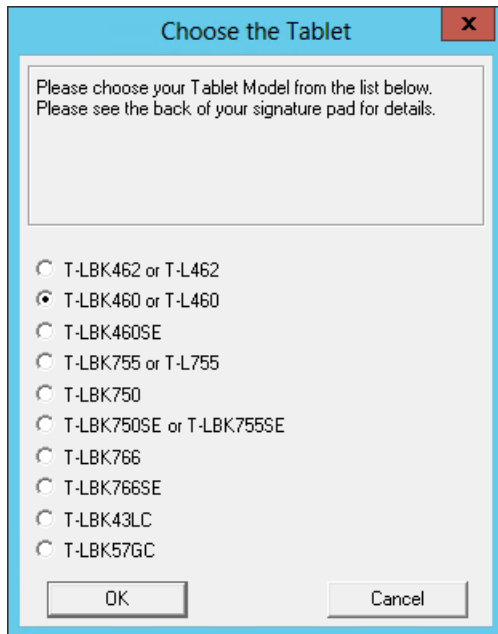 Choose the Tablet
x
Please choose your Tablet Model from the list below.
Please see the back of your signature pad for details.
T-LBK462 or T-L462
T-LBK460 or T-L460
T-LBK460SE
T-LBK755 or T-L755
T-LBK750
T-LBK750SE or T-LBK755SE
T-LBK766
T-LBK766SE
T-LBK43LC
T-LBK57GC
OK Cancel